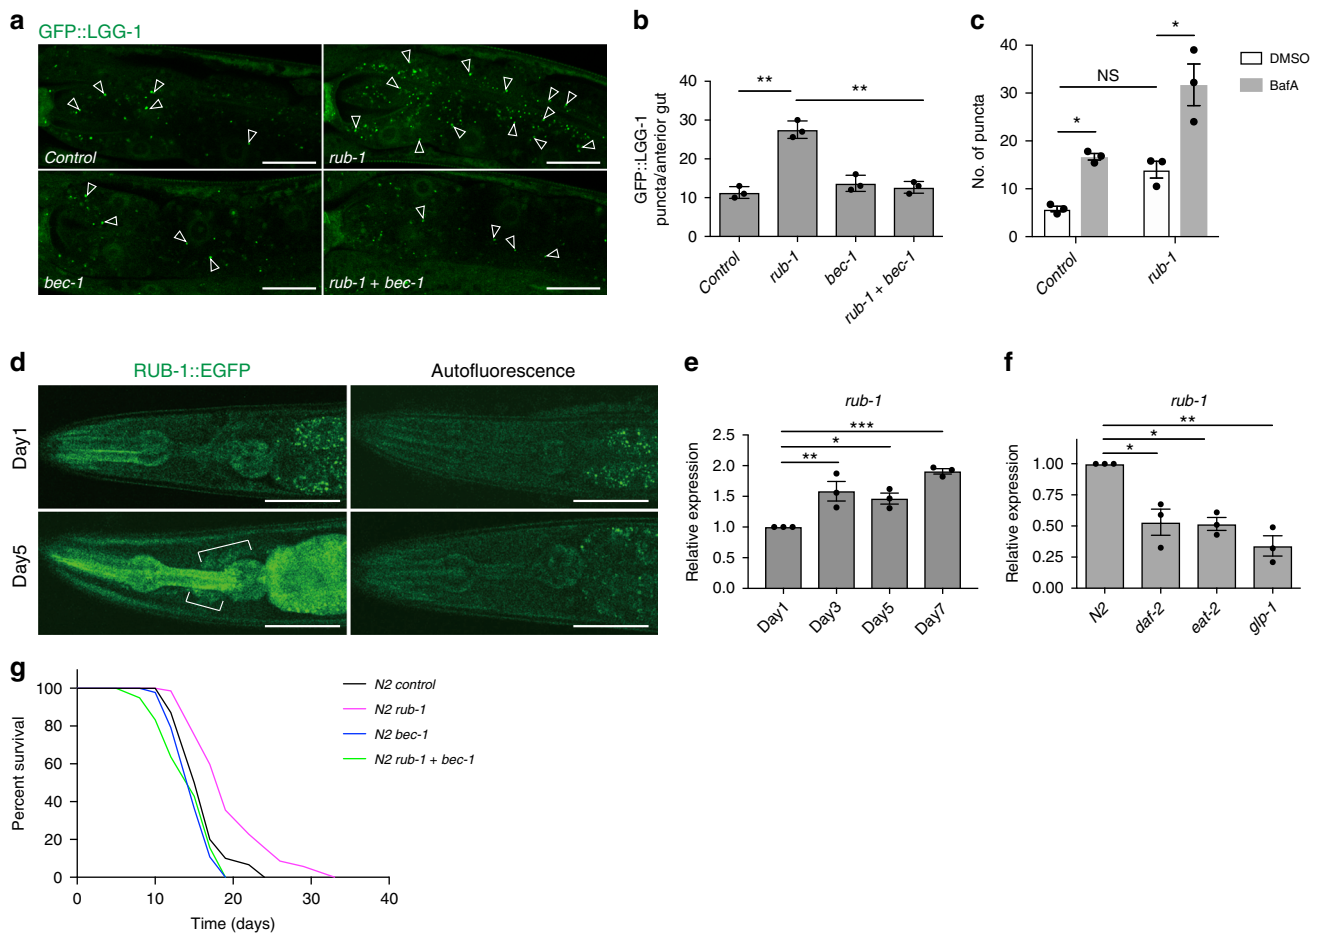 a
GFP::LGG-1
Control
rub-1
bec-1
rub-1 + bec-1
b
GFP::LGG-1
puncta/anterior gut
40
30
20
10
0
**
**
Control
rub-1
bec-1
rub-1 + bec-1
c
No. of puncta
40
30
20
10
0
NS
*
*
Control
rub-1
DMSO
BafA
d
RUB-1::EGFP
Autofluorescence
Day1
Day5
e
rub-1
Relative expression
2.5
2.0
1.5
1.0
0.5
0.0
***
*
**
Day1
Day3
Day5
Day7
f
rub-1
Relative expression
1.00
0.75
0.50
0.25
0.00
**
*
*
N2
daf-2
eat-2
glp-1
g
Percent survival
100
80
60
40
20
0
0
10
20
30
40
Time (days)
N2 control
N2 rub-1
N2 bec-1
N2 rub-1 + bec-1